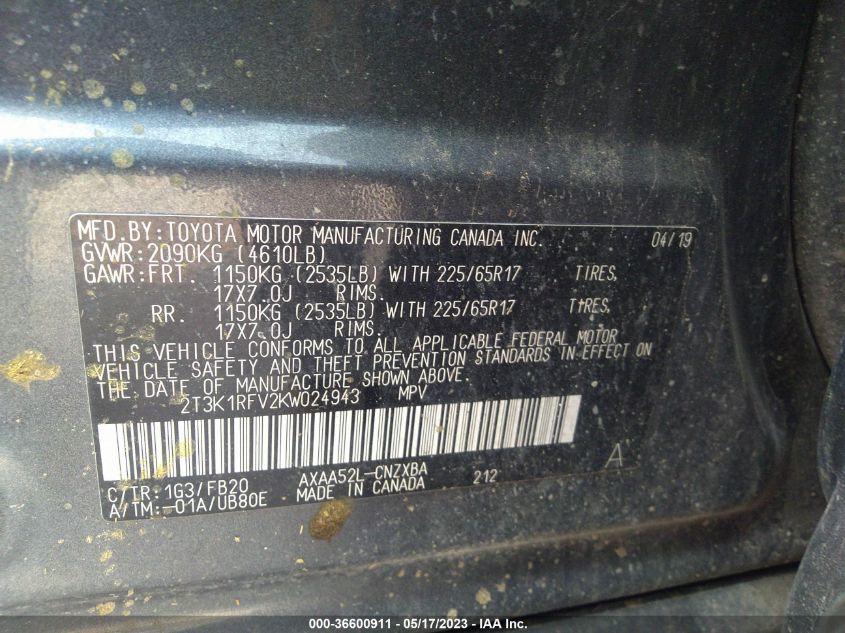 MFD.BY:TOYOTA MOTOR MANUFACTURING CANADA INC. 04/19
GVWR:2090KG (4610LB)
GAWR:FRT. 1150KG (2535LB) WITH 225/65R17 TIRES,
17X7.0J RIMS.
RR. 1150KG (2535LB) WITH 225/65R17 TIRES,
17X7.0J RIMS.
THIS VEHICLE CONFORMS TO ALL APPLICABLE FEDERAL MOTOR
VEHICLE SAFETY AND THEFT PREVENTION STANDARDS IN EFFECT ON
THE DATE OF MANUFACTURE SHOWN ABOVE.
2T3K1RFV2KW024943 MPV
A
C/TR:1G3/FB20 AXAA52L-CNZXBA 212
A/TM:-01A/UB80E MADE IN CANADA
000-36600911 - 05/17/2023 - IAA Inc.